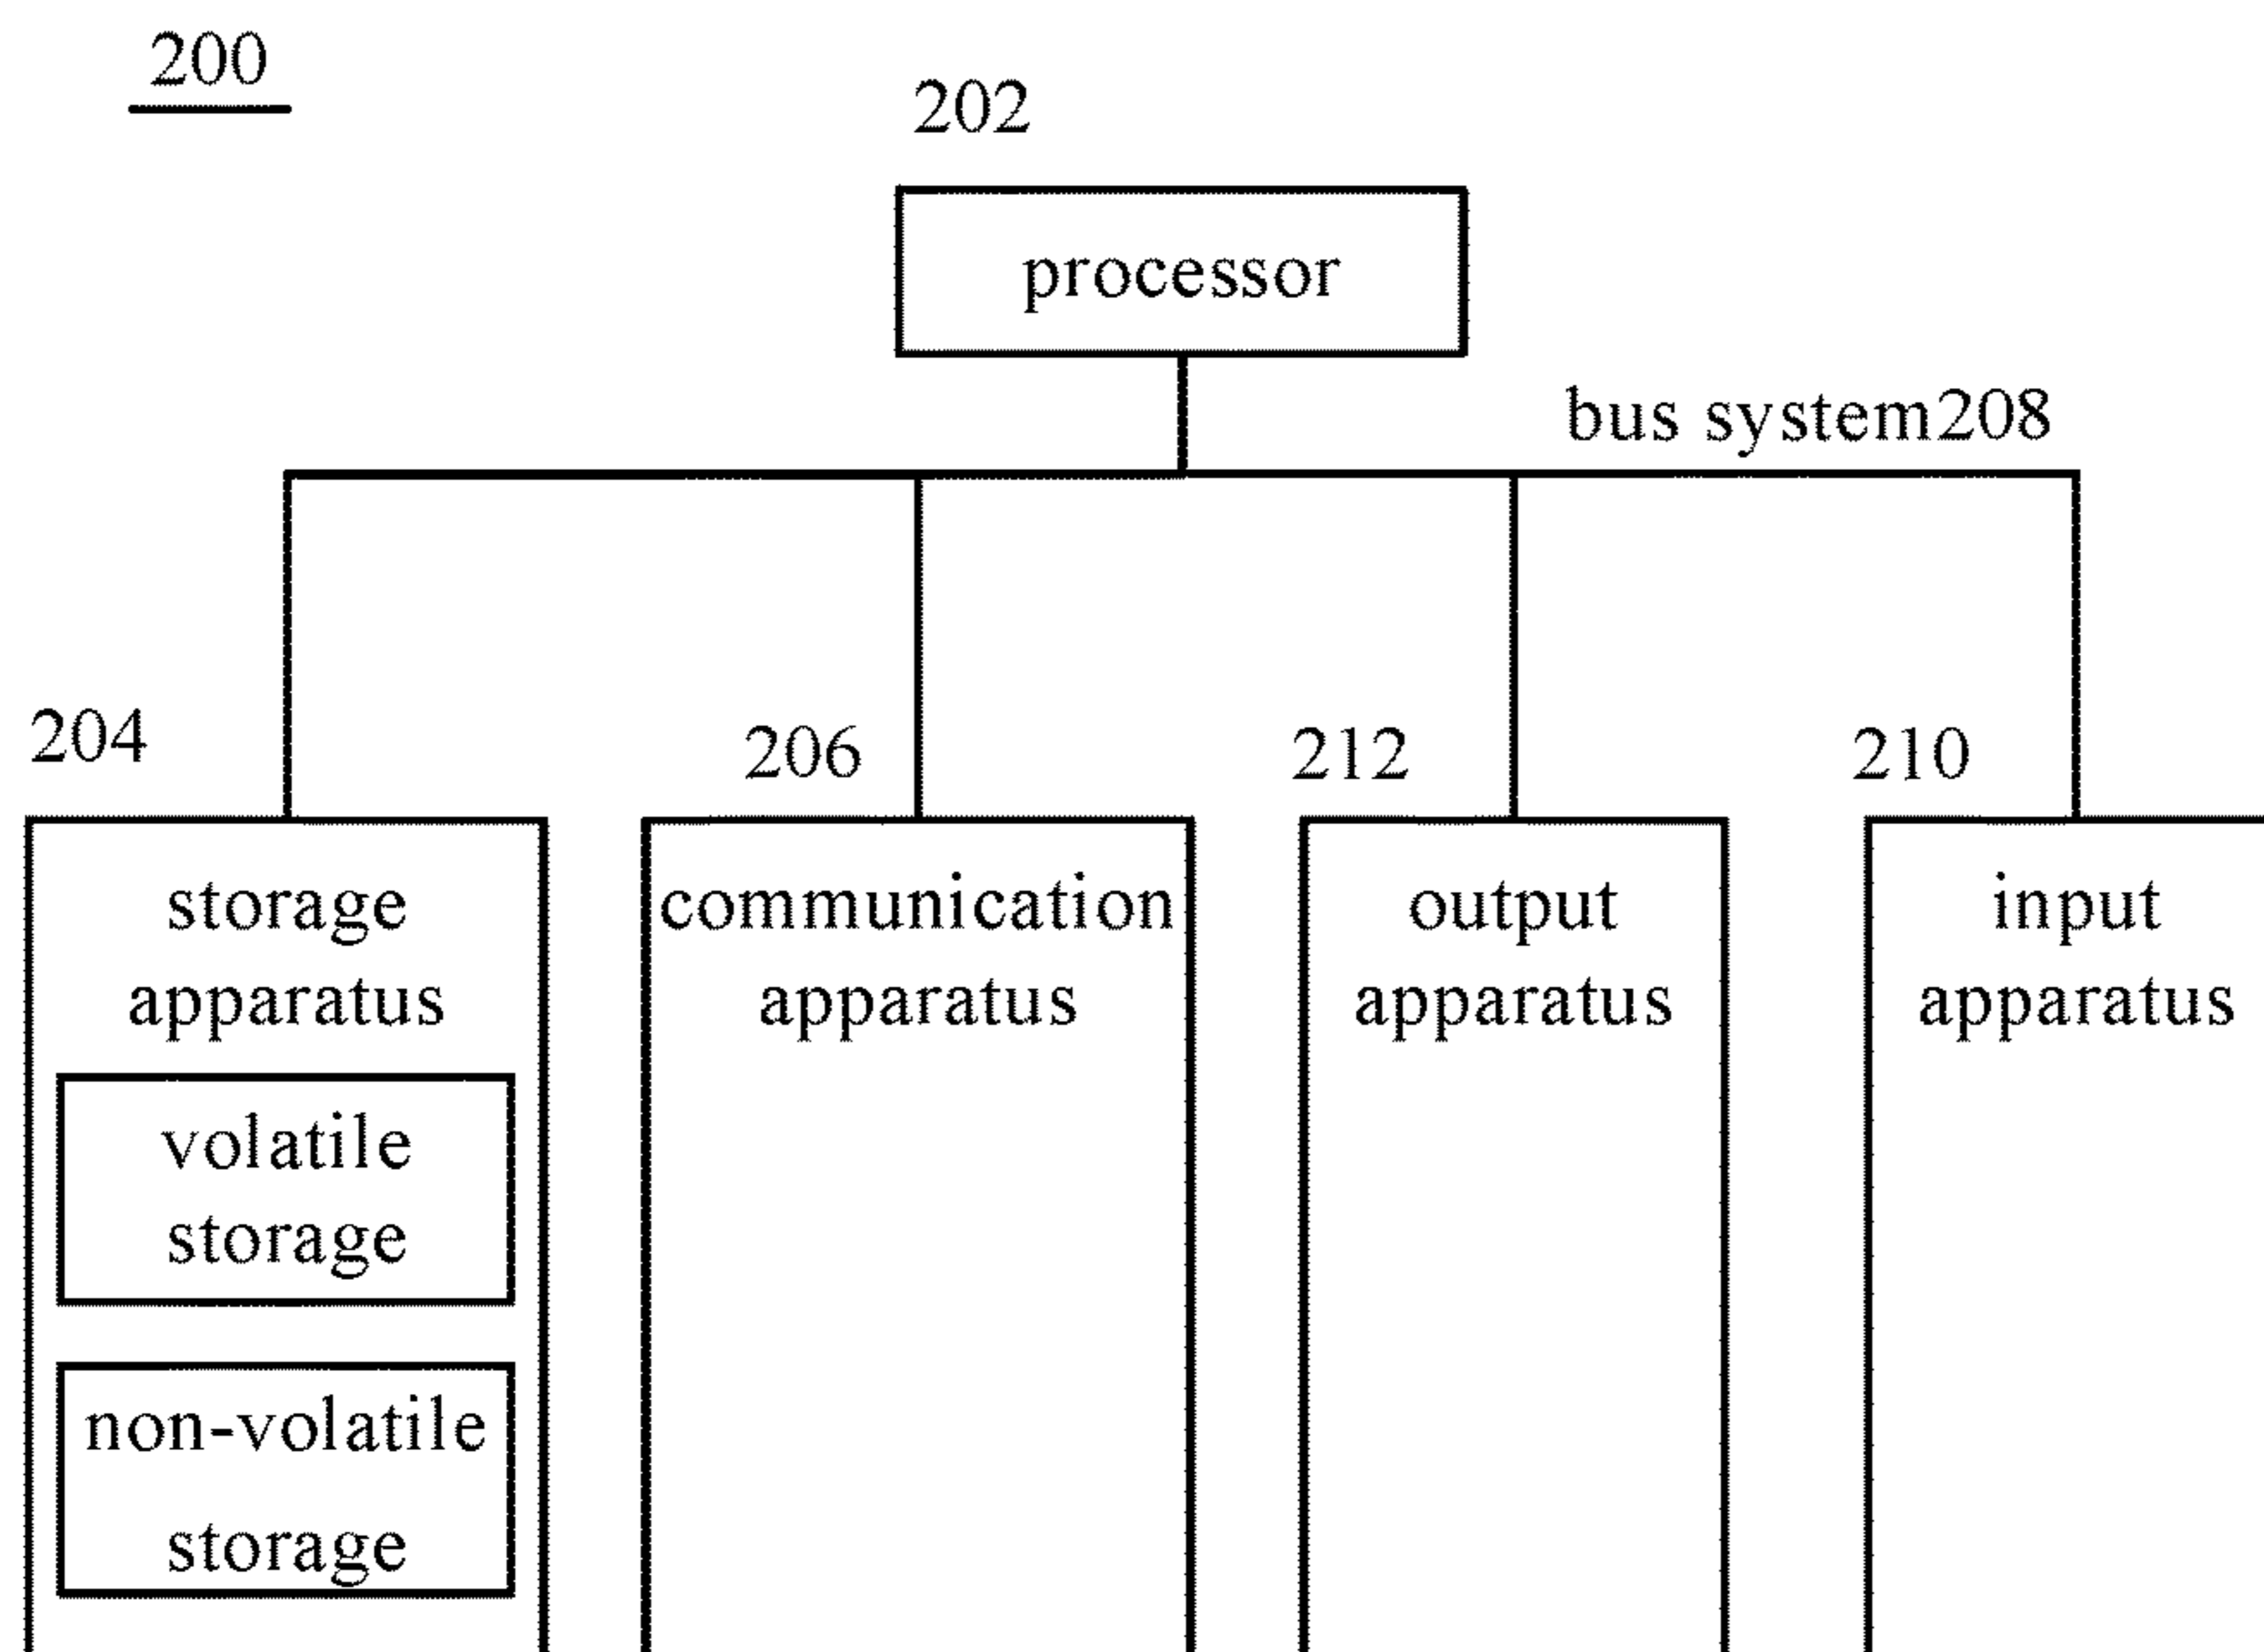 200
202
processor
bus system208
204
206
212
210
storage
apparatus
volatile
storage
non-volatile
storage
communication
apparatus
output
apparatus
input
apparatus